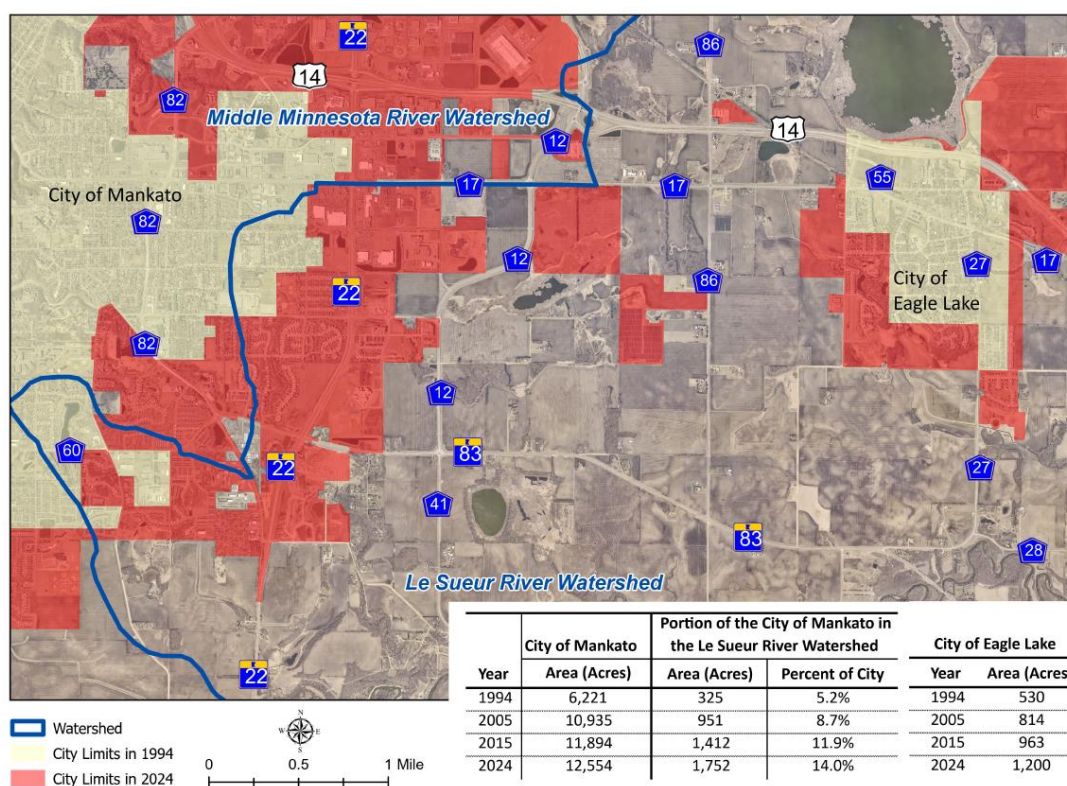 22
86
14
82
Middle Minnesota River Watershed
12
14
55
17
17
City of Mankato
82
12
27
17
86
City of
Eagle Lake
22
82
12
60
83
22
27
41
83
28
Le Sueur River Watershed
22
Year
City of Mankato
Area (Acres)
Portion of the City of Mankato in
the Le Sueur River Watershed
Area (Acres) Percent of City
1994 6,221 325 5.2%
2005 10,935 951 8.7%
2015 11,894 1,412 11.9%
2024 12,554 1,752 14.0%
City of Eagle Lake
Year Area (Acres)
1994 530
2005 814
2015 963
2024 1,200
Watershed
City Limits in 1994
City Limits in 2024
N
W E
S
0 0.5 1 Mile